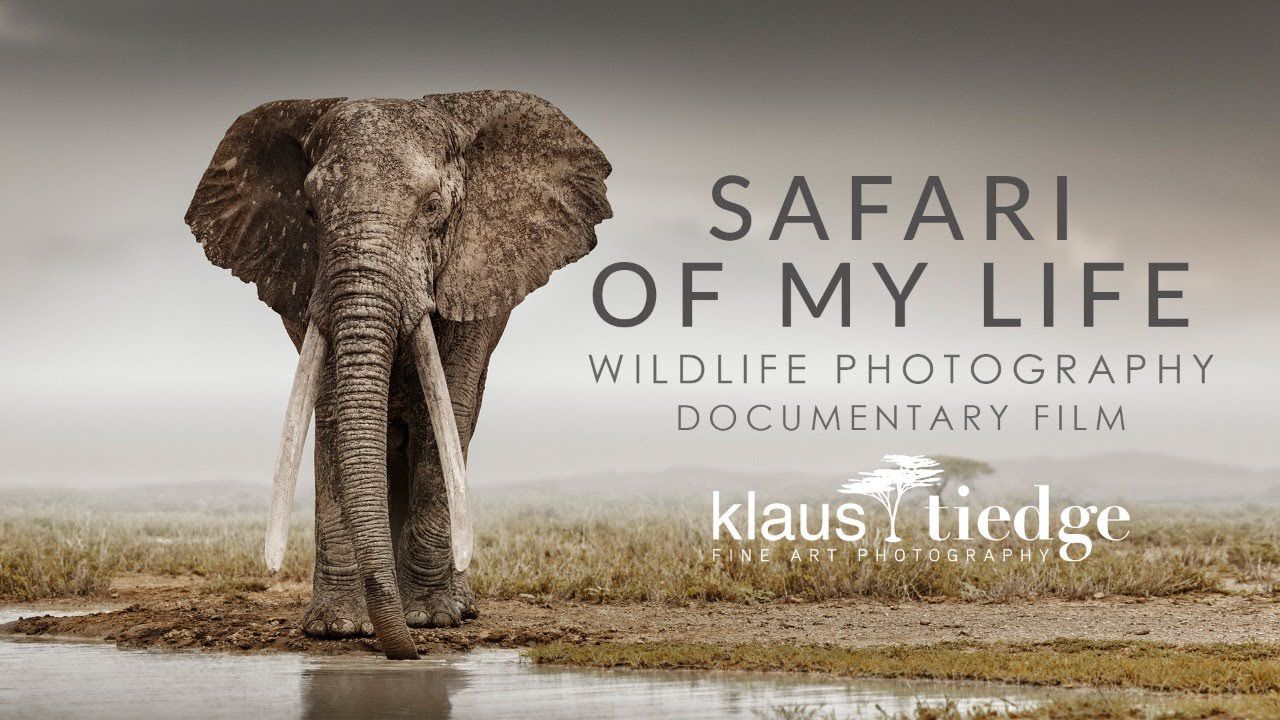 SAFARI
OF MY LIFE
WILDLIFE PHOTOGRAPHY
DOCUMENTARY FILM
klaus tiedge
FINE ART PHOTOGRAPHY